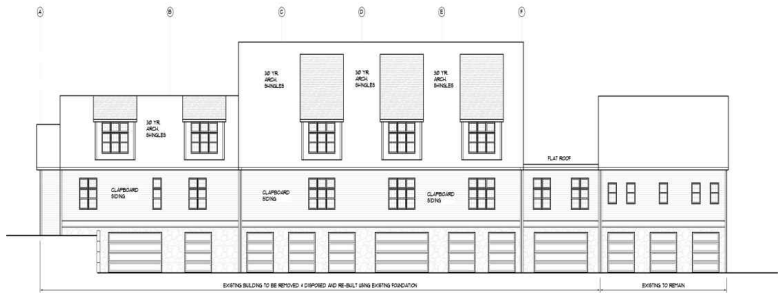 A B C D E F
30 YR.
ARCH.
SHINGLES
30 YR.
ARCH.
SHINGLES
30 YR.
ARCH.
SHINGLES
30 YR.
ARCH.
SHINGLES
FLAT ROOF
CLAPBOARD
SIDING
CLAPBOARD
SIDING
CLAPBOARD
SIDING
EXISTING BUILDING TO BE REMOVED & DISPOSED AND RE-BUILT USING EXISTING FOUNDATION
EXISTING TO REMAIN